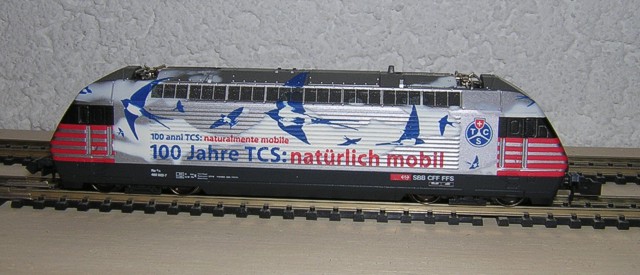 100 anni TCS: naturalmente mobile
100 Jahre TCS: natürlich mobil
TCS
SBB CFF FFS